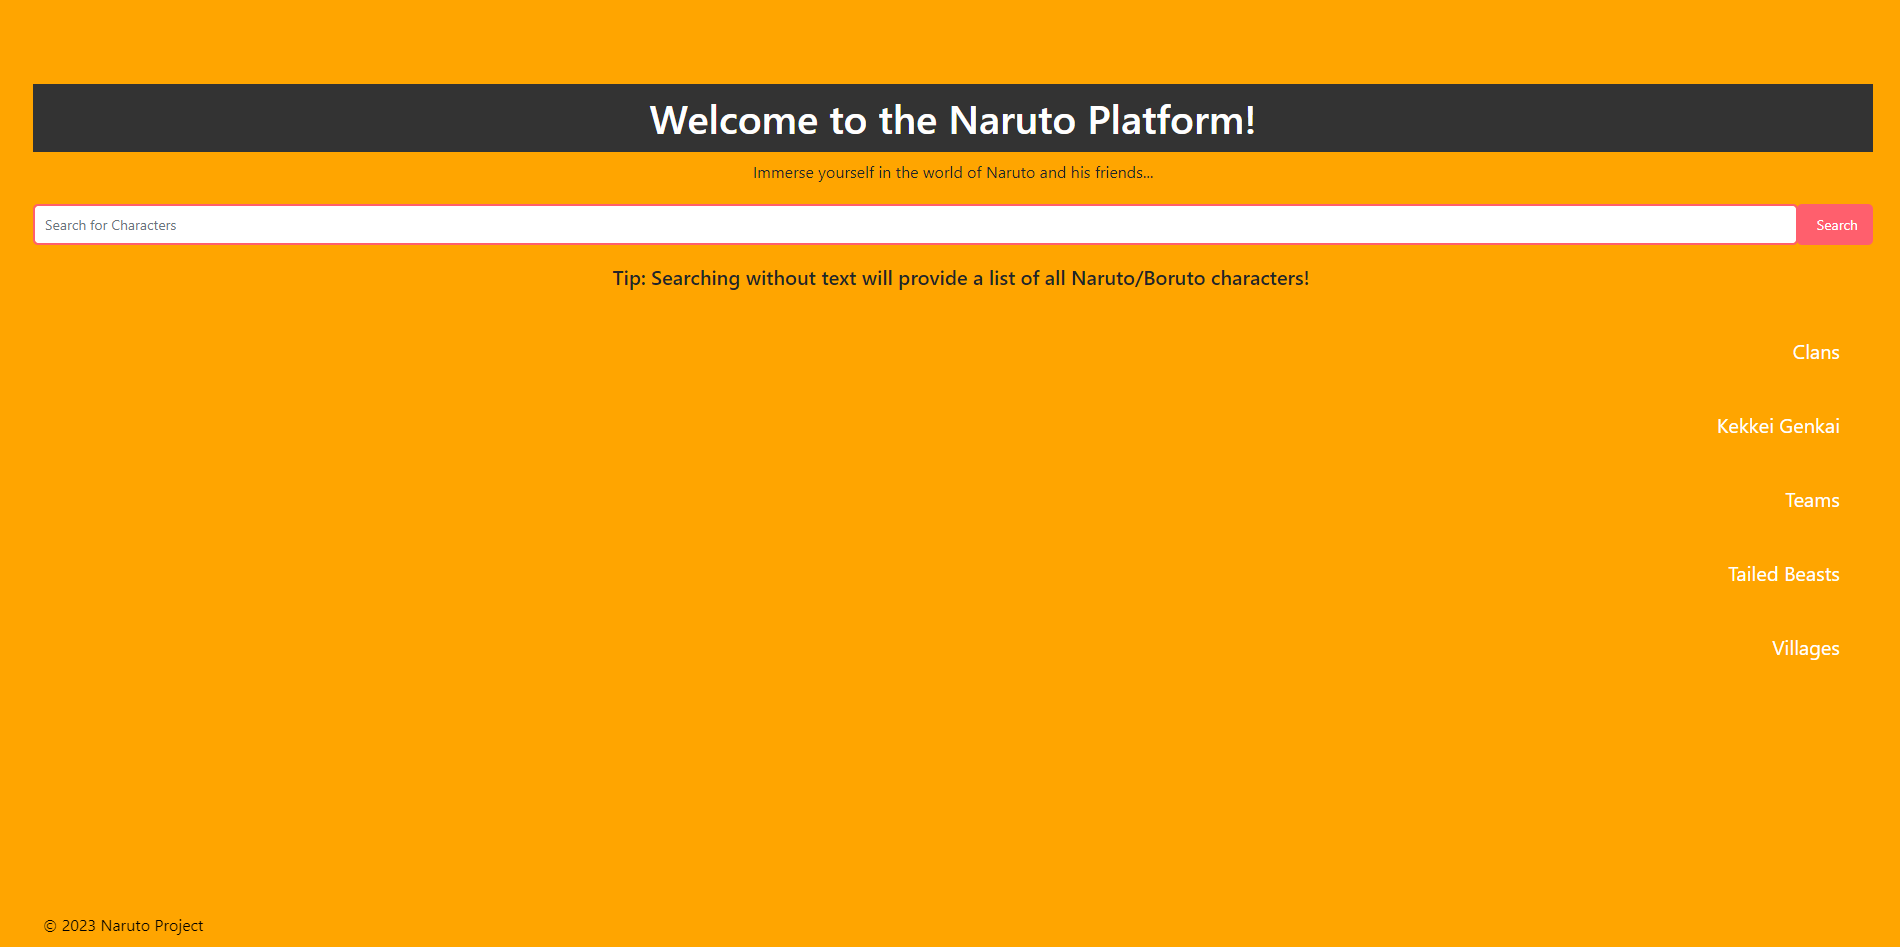 Welcome to the Naruto Platform!
Immerse yourself in the world of Naruto and his friends...
Search for Characters
Search
Tip: Searching without text will provide a list of all Naruto/Boruto characters!
Clans
Kekkei Genkai
Teams
Tailed Beasts
Villages
© 2023 Naruto Project